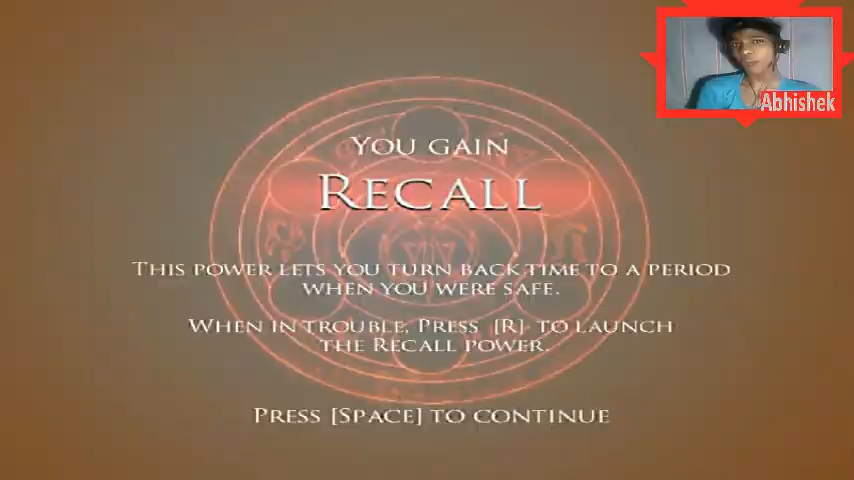 Abhishek
YOU GAIN
RECALL
THIS POWER LETS YOU TURN BACK TIME TO A PERIOD
WHEN YOU WERE SAFE.
WHEN IN TROUBLE, PRESS [R] TO LAUNCH
THE RECALL POWER.
PRESS [SPACE] TO CONTINUE